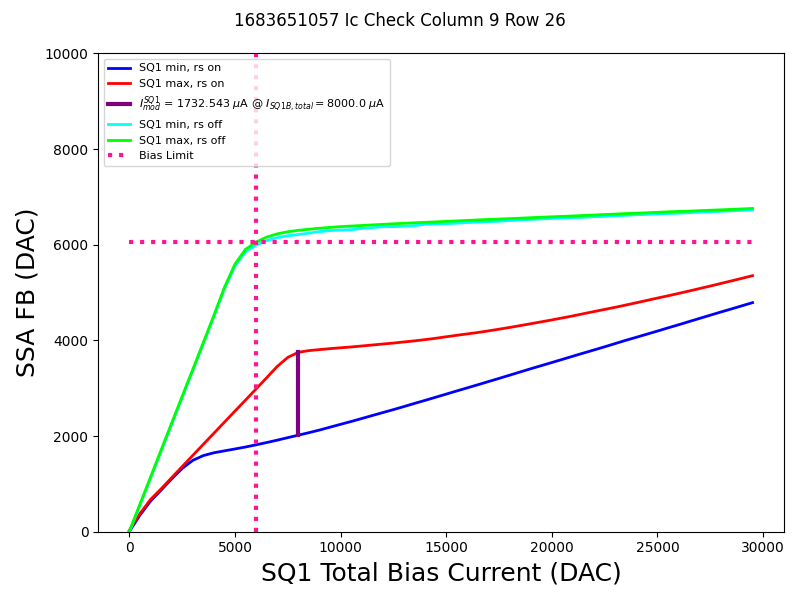 1683651057 Ic Check Column 9 Row 26
10000
8000
6000
4000
2000
0
SSA FB (DAC)
SQ1 min, rs on
SQ1 max, rs on
I_{mod}^{SQ1} = 1732.543 μA @ I_{SQ1B,total} = 8000.0 μA
SQ1 min, rs off
SQ1 max, rs off
Bias Limit
0 5000 10000 15000 20000 25000 30000
SQ1 Total Bias Current (DAC)